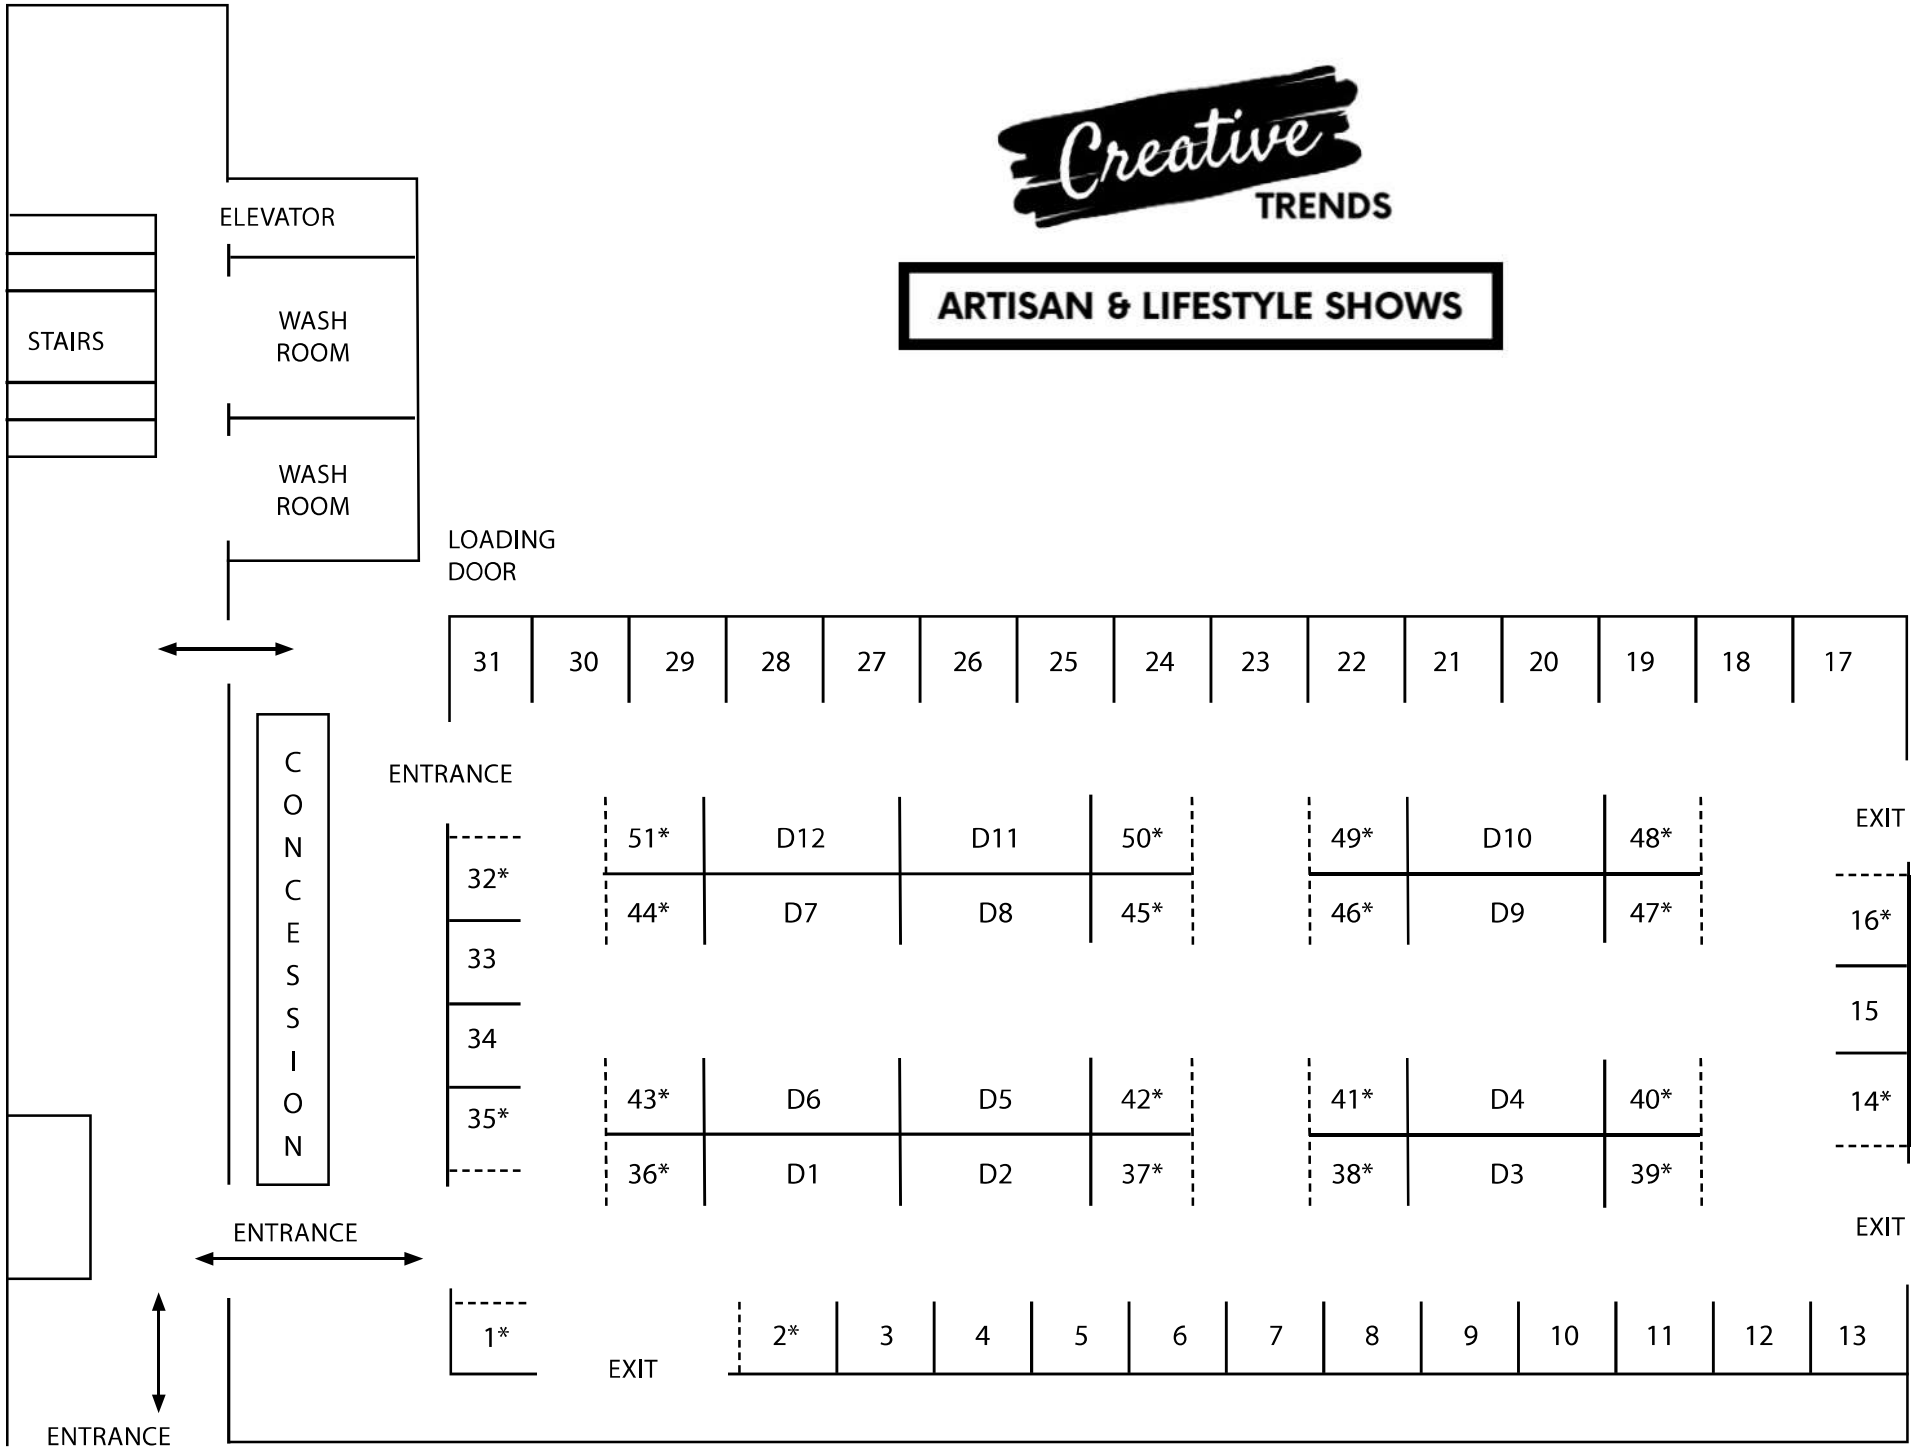 Creative
TRENDS
ARTISAN & LIFESTYLE SHOWS
ELEVATOR
STAIRS
WASH
ROOM
WASH
ROOM
LOADING
DOOR
31 30 29 28 27 26 25 24 23 22 21 20 19 18 17
CONCESSION
ENTRANCE
EXIT
51* D12 D11 50* 49* D10 48*
32*
44* D7 D8 45* 46* D9 47*
16*
33
15
34
43* D6 D5 42* 41* D4 40*
14*
35*
36* D1 D2 37* 38* D3 39*
ENTRANCE
EXIT
1* 2* 3 4 5 6 7 8 9 10 11 12 13
EXIT
ENTRANCE